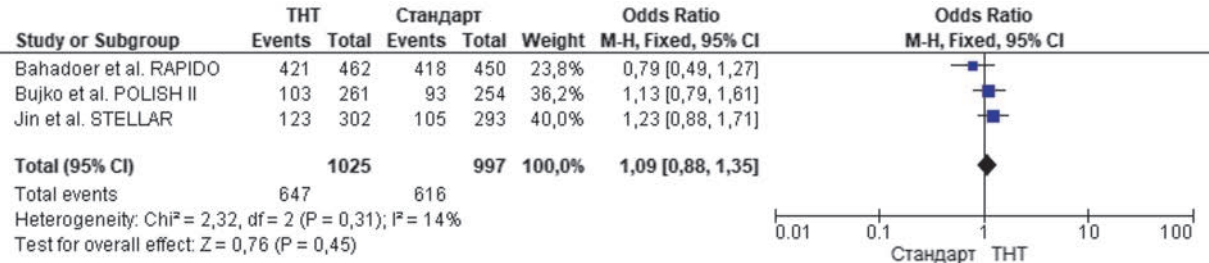 ТНТ Стандарт Odds Ratio Odds Ratio
Study or Subgroup Events Total Events Total Weight M-H, Fixed, 95% CI M-H, Fixed, 95% CI
Bahadoer et al. RAPIDO 421 462 418 450 23,8% 0,79 [0,49, 1,27]
Bujko et al. POLISH II 103 261 93 254 36,2% 1,13 [0,79, 1,61]
Jin et al. STELLAR 123 302 105 293 40,0% 1,23 [0,88, 1,71]
Total (95% CI) 1025 997 100,0% 1,09 [0,88, 1,35]
Total events 647 616
Heterogeneity: Chi² = 2,32, df = 2 (P = 0,31); I² = 14%
Test for overall effect: Z = 0,76 (P = 0,45)
0.01 0.1 1 10 100
Стандарт ТНТ